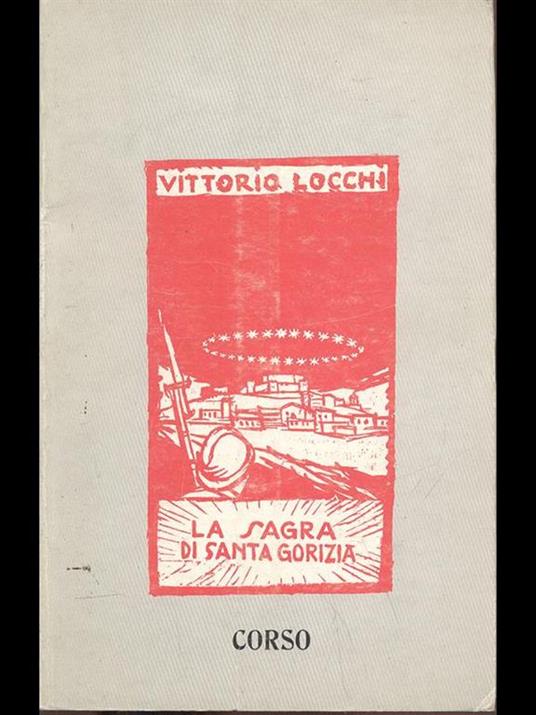 VITTORIO LOCCHI
LA SAGRA
DI SANTA GORIZIA
CORSO